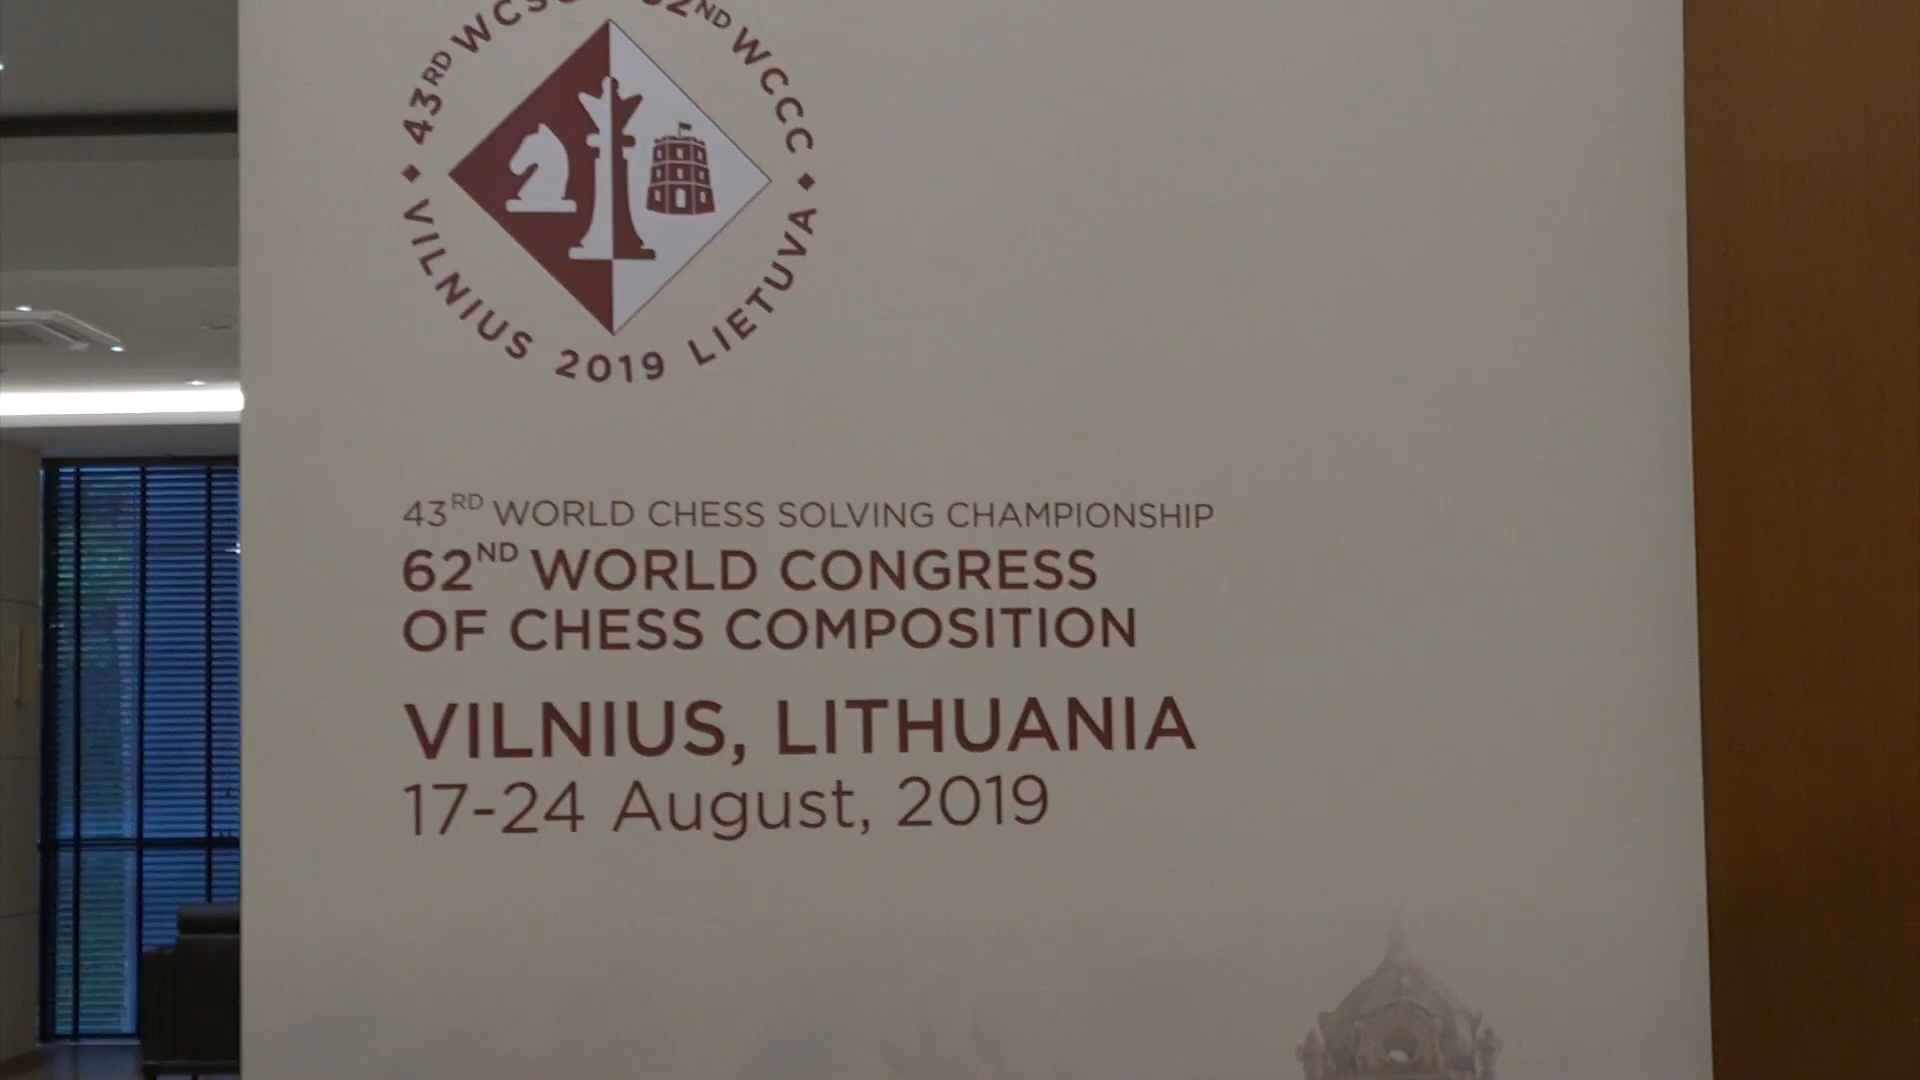 43RD WCSC 62ND WCCC
VILNIUS 2019 LIETUVA
43RD WORLD CHESS SOLVING CHAMPIONSHIP
62ND WORLD CONGRESS
OF CHESS COMPOSITION
VILNIUS, LITHUANIA
17-24 August, 2019